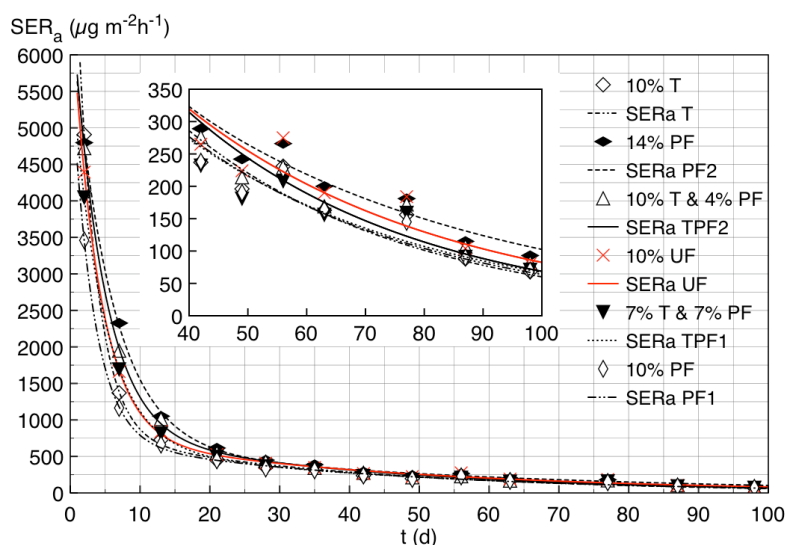 SERa (µg m-2h-1)
6000
5500
5000
4500
4000
3500
3000
2500
2000
1500
1000
500
0
0 10 20 30 40 50 60 70 80 90 100
t (d)
350
300
250
200
150
100
50
0
40 50 60 70 80 90 100
10% T
SERa T
14% PF
SERa PF2
10% T & 4% PF
SERa TPF2
10% UF
SERa UF
7% T & 7% PF
SERa TPF1
10% PF
SERa PF1